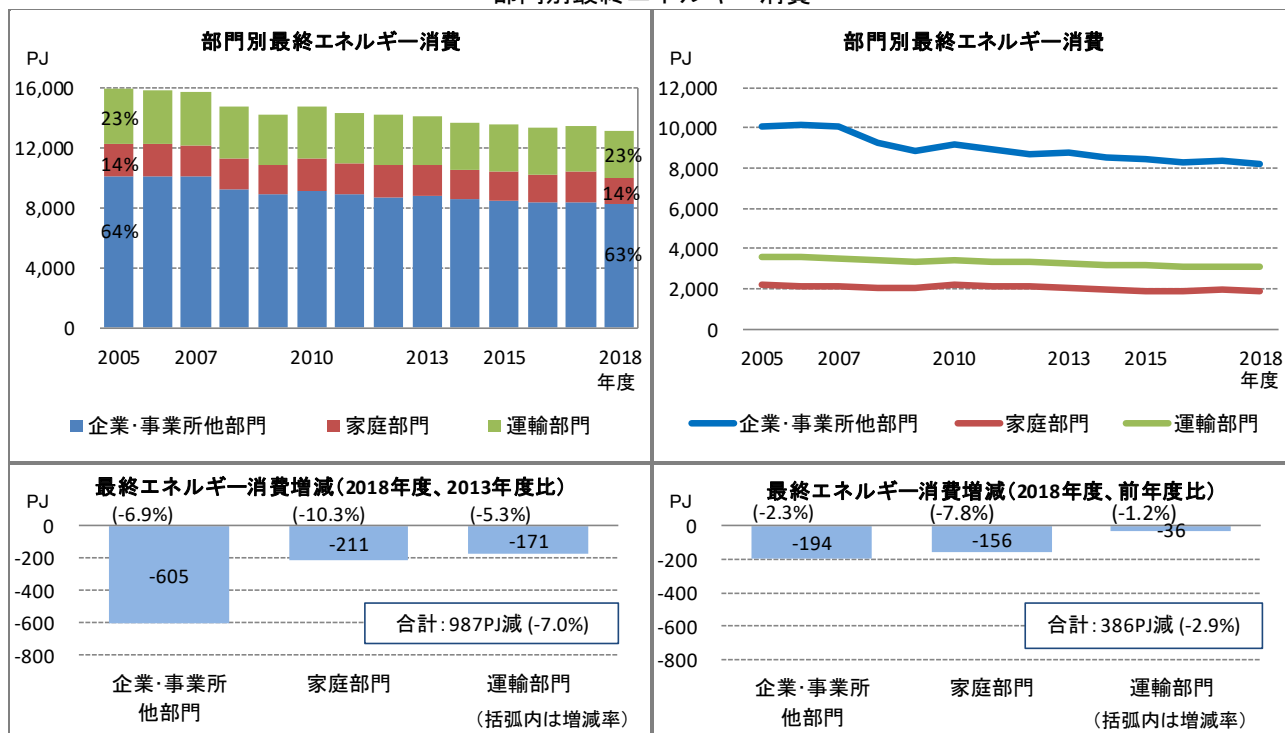 部門別最終エネルギー消費
部門別最終エネルギー消費
PJ
16,000
12,000
8,000
4,000
0
23%
14%
64%
23%
14%
63%
2005
2007
2010
2013
2015
2018
年度
企業・事業所他部門
家庭部門
運輸部門
部門別最終エネルギー消費
PJ
12,000
10,000
8,000
6,000
4,000
2,000
0
2005
2007
2010
2013
2015
2018
年度
企業・事業所他部門
家庭部門
運輸部門
最終エネルギー消費増減(2018年度、2013年度比)
PJ
(-6.9%)
(-10.3%)
(-5.3%)
0
-200
-400
-600
-800
-605
-211
-171
合計:987PJ減 (-7.0%)
企業・事業所
他部門
家庭部門
運輸部門
(括弧内は増減率)
最終エネルギー消費増減(2018年度、前年度比)
PJ
(-2.3%)
(-7.8%)
(-1.2%)
0
-200
-400
-600
-800
-194
-156
-36
合計:386PJ減 (-2.9%)
企業・事業所
他部門
家庭部門
運輸部門
(括弧内は増減率)